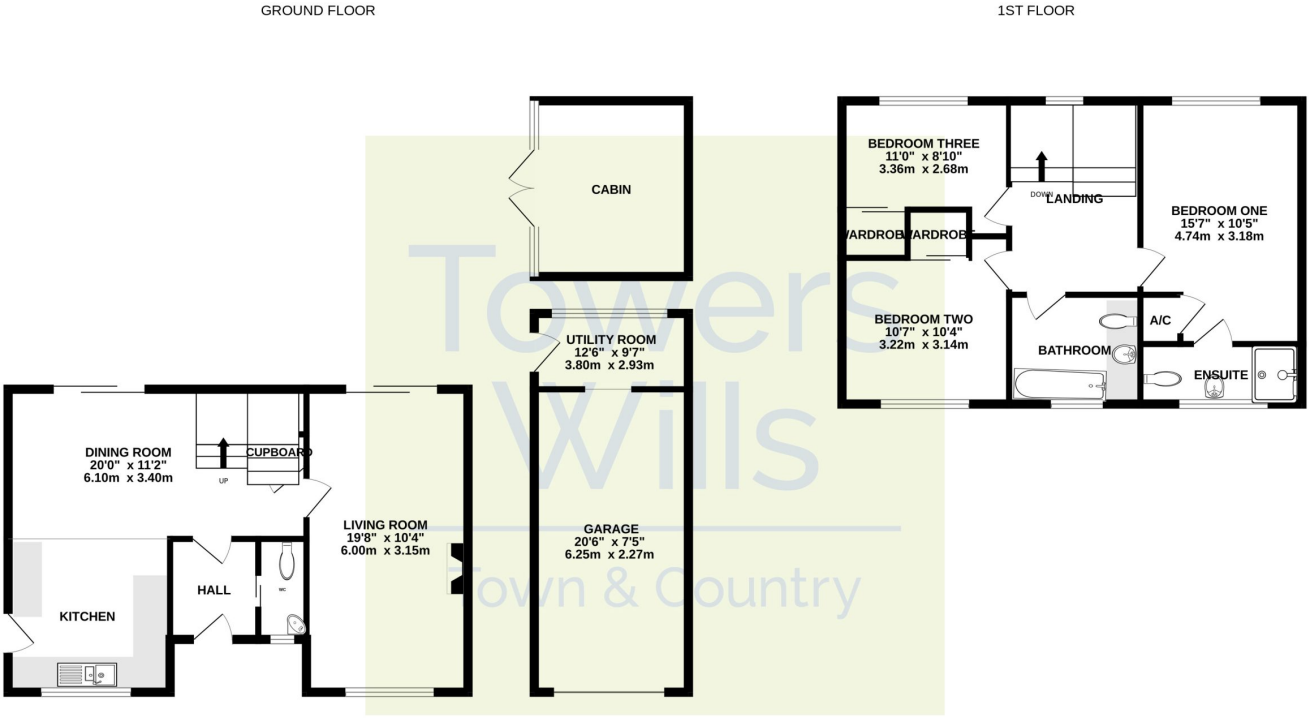 GROUND FLOOR
1ST FLOOR
CABIN
UTILITY ROOM
12'6" x 9'7"
3.80m x 2.93m
GARAGE
20'6" x 7'5"
6.25m x 2.27m
DINING ROOM
20'0" x 11'2"
6.10m x 3.40m
UP
CUPBOARD
LIVING ROOM
19'8" x 10'4"
6.00m x 3.15m
HALL
WC
KITCHEN
BEDROOM THREE
11'0" x 8'10"
3.36m x 2.68m
DOWN
LANDING
BEDROOM ONE
15'7" x 10'5"
4.74m x 3.18m
WARDROBE
WARDROBE
BEDROOM TWO
10'7" x 10'4"
3.22m x 3.14m
A/C
BATHROOM
ENSUITE
Towers
Wills
Town & Country